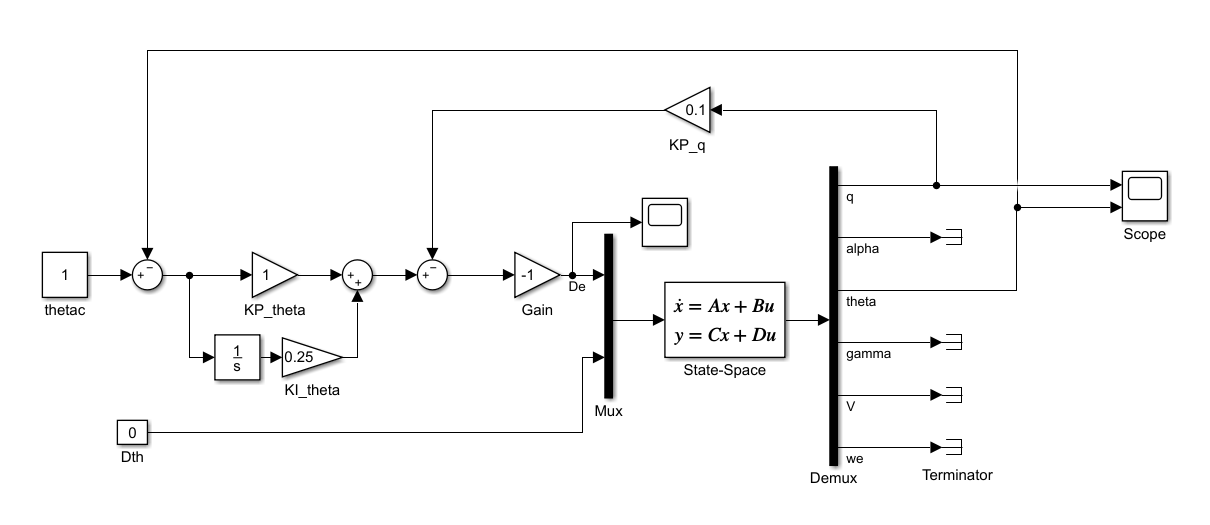 0.1
KP_q
q
Scope
alpha
1
thetac
+
−
1
KP_theta
+
+
+
−
-1
Gain
De
ẋ = Ax + Bu
y = Cx + Du
State-Space
theta
1
s
0.25
KI_theta
gamma
Mux
V
0
Dth
we
Demux
Terminator